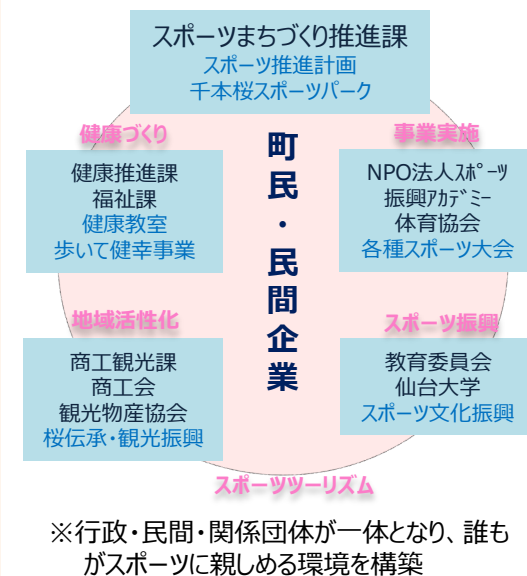 スポーツまちづくり推進課
スポーツ推進計画
千本桜スポーツパーク
健康づくり
健康推進課
福祉課
健康教室
歩いて健幸事業
町民・民間企業
事業実施
NPO法人ｽﾎﾟｰﾂ
振興ｱｶﾃﾞﾐｰ
体育協会
各種スポーツ大会
地域活性化
商工観光課
商工会
観光物産協会
桜伝承・観光振興
スポーツ振興
教育委員会
仙台大学
スポーツ文化振興
スポーツツーリズム
※行政・民間・関係団体が一体となり、誰も
がスポーツに親しめる環境を構築